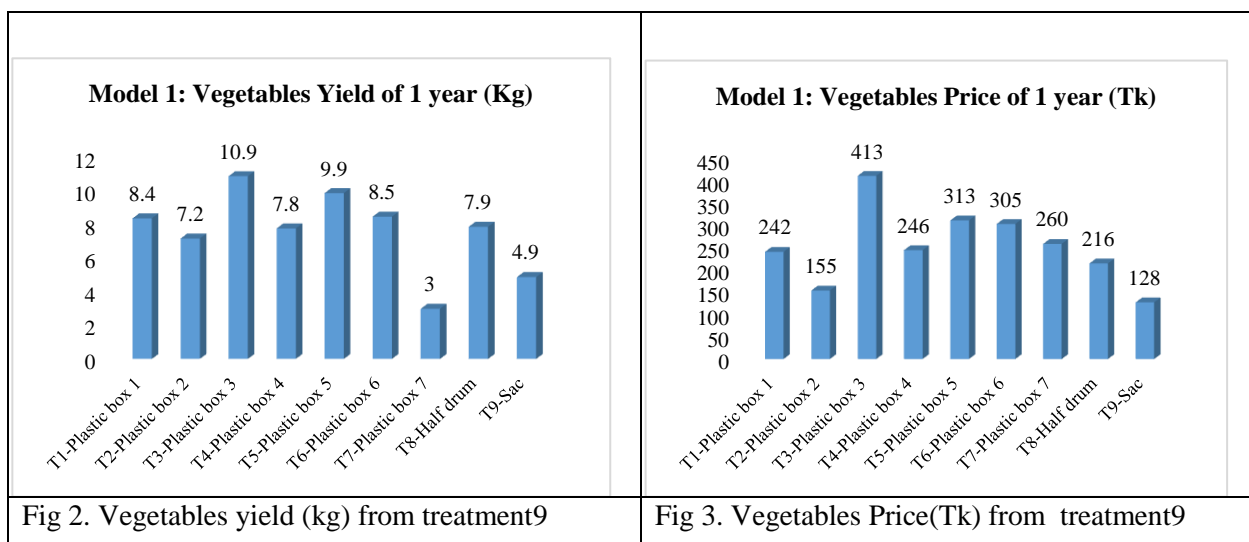 Model 1: Vegetables Yield of 1 year (Kg)
12
10
8
6
4
2
0
8.4
7.2
10.9
7.8
9.9
8.5
3
7.9
4.9
T1-Plastic box 1
T2-Plastic box 2
T3-Plastic box 3
T4-Plastic box 4
T5-Plastic box 5
T6-Plastic box 6
T7-Plastic box 7
T8-Half drum
T9-Sac
Fig 2. Vegetables yield (kg) from treatment9
Model 1: Vegetables Price of 1 year (Tk)
450
400
350
300
250
200
150
100
50
0
242
155
413
246
313
305
260
216
128
T1-Plastic box 1
T2-Plastic box 2
T3-Plastic box 3
T4-Plastic box 4
T5-Plastic box 5
T6-Plastic box 6
T7-Plastic box 7
T8-Half drum
T9-Sac
Fig 3. Vegetables Price(Tk) from treatment9